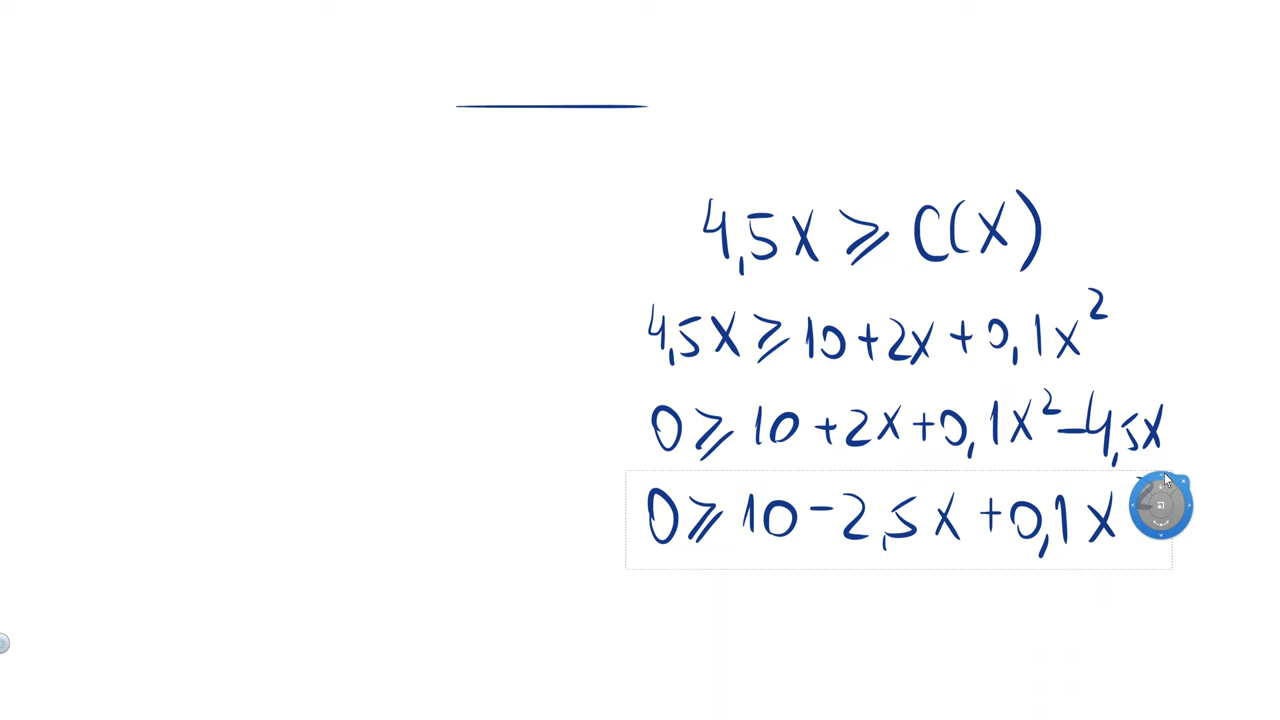 4,5x ⩾ C(x)
4,5x ⩾ 10+2x+0,1x²
0 ⩾ 10+2x+0,1x²-4,5x
0 ⩾ 10-2,5x+0,1x